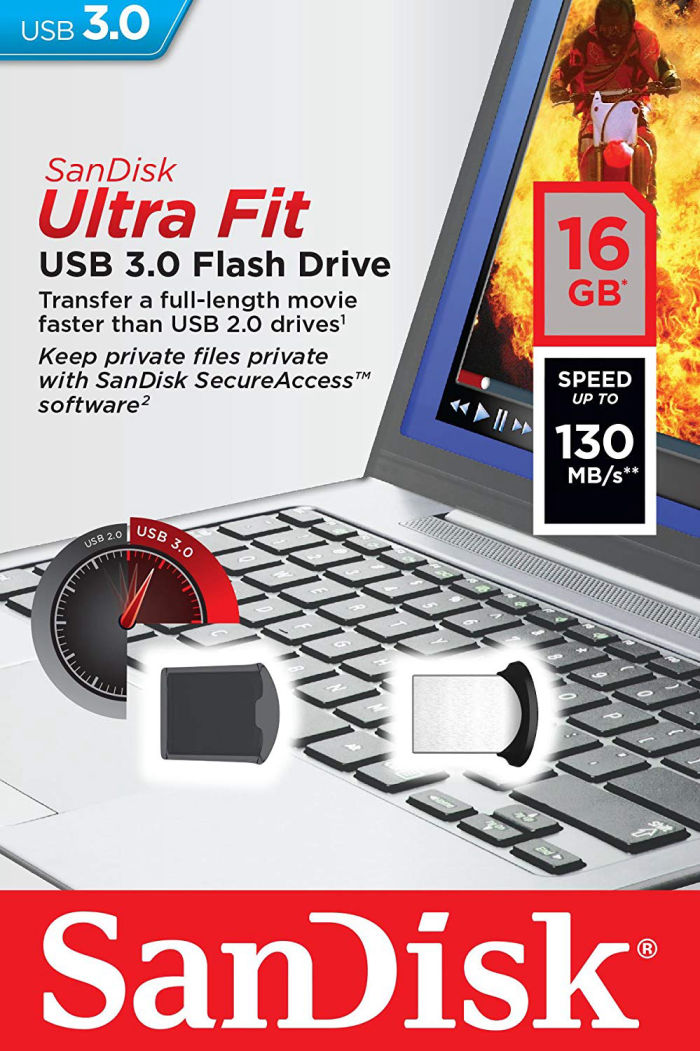 USB 3.0
SanDisk
Ultra Fit
USB 3.0 Flash Drive
Transfer a full-length movie
faster than USB 2.0 drives¹
Keep private files private
with SanDisk SecureAccess™
software²
16
GB*
SPEED
UP TO
130
MB/s**
USB 2.0 USB 3.0
SanDisk®